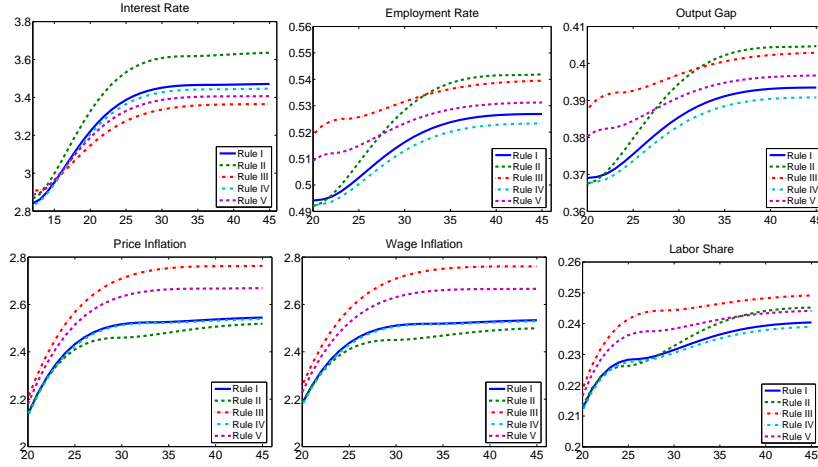 Interest Rate
3.8
3.6
3.4
3.2
3
2.8
15 20 25 30 35 40 45
Rule I
Rule II
Rule III
Rule IV
Rule V
Employment Rate
0.56
0.55
0.54
0.53
0.52
0.51
0.5
0.49
20 25 30 35 40 45
Rule I
Rule II
Rule III
Rule IV
Rule V
Output Gap
0.41
0.4
0.39
0.38
0.37
0.36
20 25 30 35 40 45
Rule I
Rule II
Rule III
Rule IV
Rule V
Price Inflation
2.8
2.6
2.4
2.2
2
20 25 30 35 40 45
Rule I
Rule II
Rule III
Rule IV
Rule V
Wage Inflation
2.8
2.6
2.4
2.2
2
20 25 30 35 40 45
Rule I
Rule II
Rule III
Rule IV
Rule V
Labor Share
0.26
0.25
0.24
0.23
0.22
0.21
0.2
20 25 30 35 40 45
Rule I
Rule II
Rule III
Rule IV
Rule V